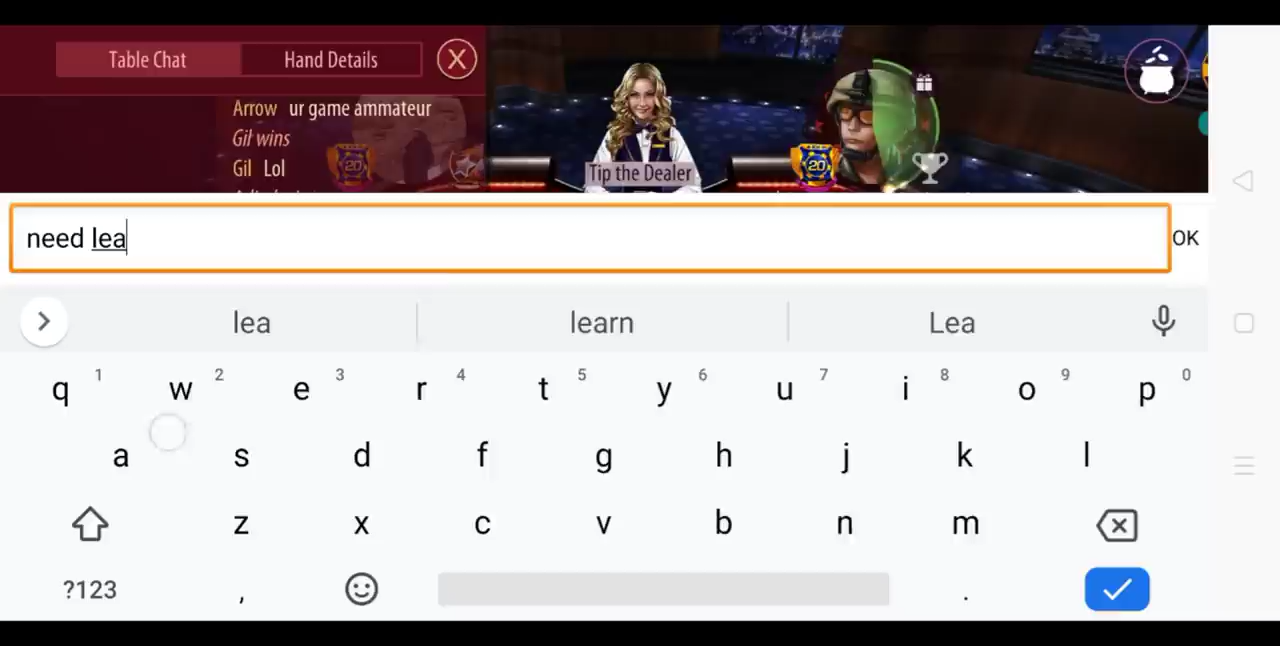 Table Chat Hand Details X
Arrow ur game ammateur
Gil wins
Gil Lol
20
20
Tip the Dealer
need lea
OK
lea learn Lea
1 2 3 4 5 6 7 8 9 0
q w e r t y u i o p
a s d f g h j k l
z x c v b n m
?123 , .